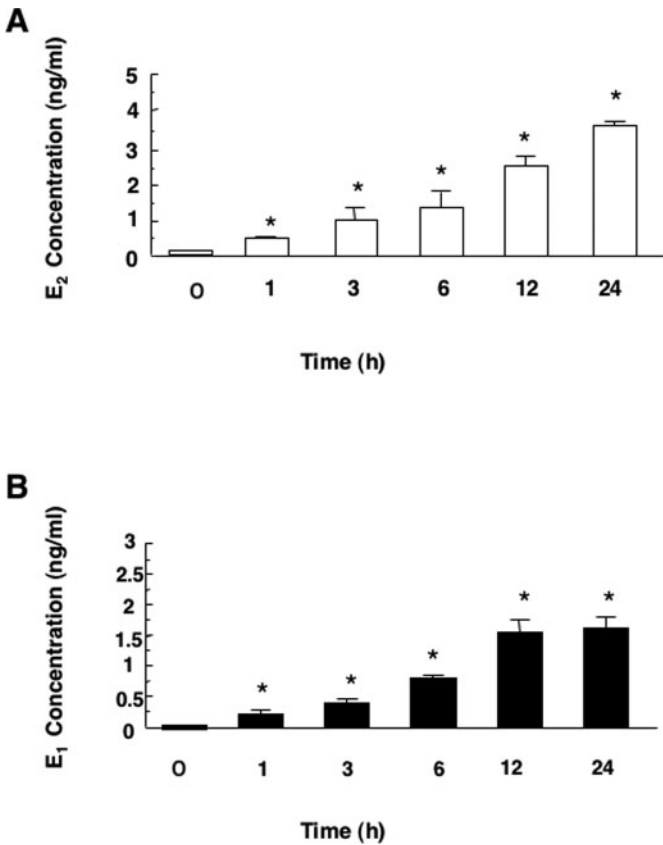 A
E₂ Concentration (ng/ml)
5
4
3
2
1
0
*
*
*
*
*
O 1 3 6 12 24
Time (h)
B
E₁ Concentration (ng/ml)
3
2.5
2
1.5
1
0.5
0
*
*
*
*
*
O 1 3 6 12 24
Time (h)